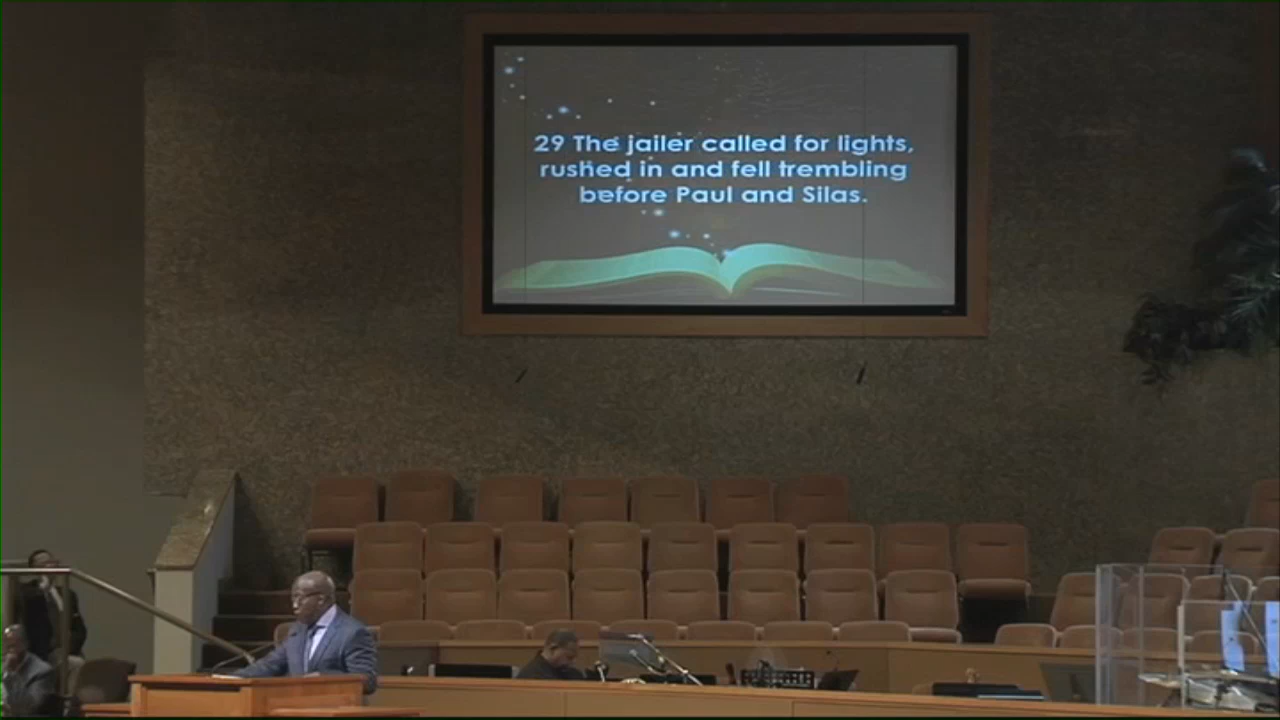 29 The jailer called for lights,
rushed in and fell trembling
before Paul and Silas.